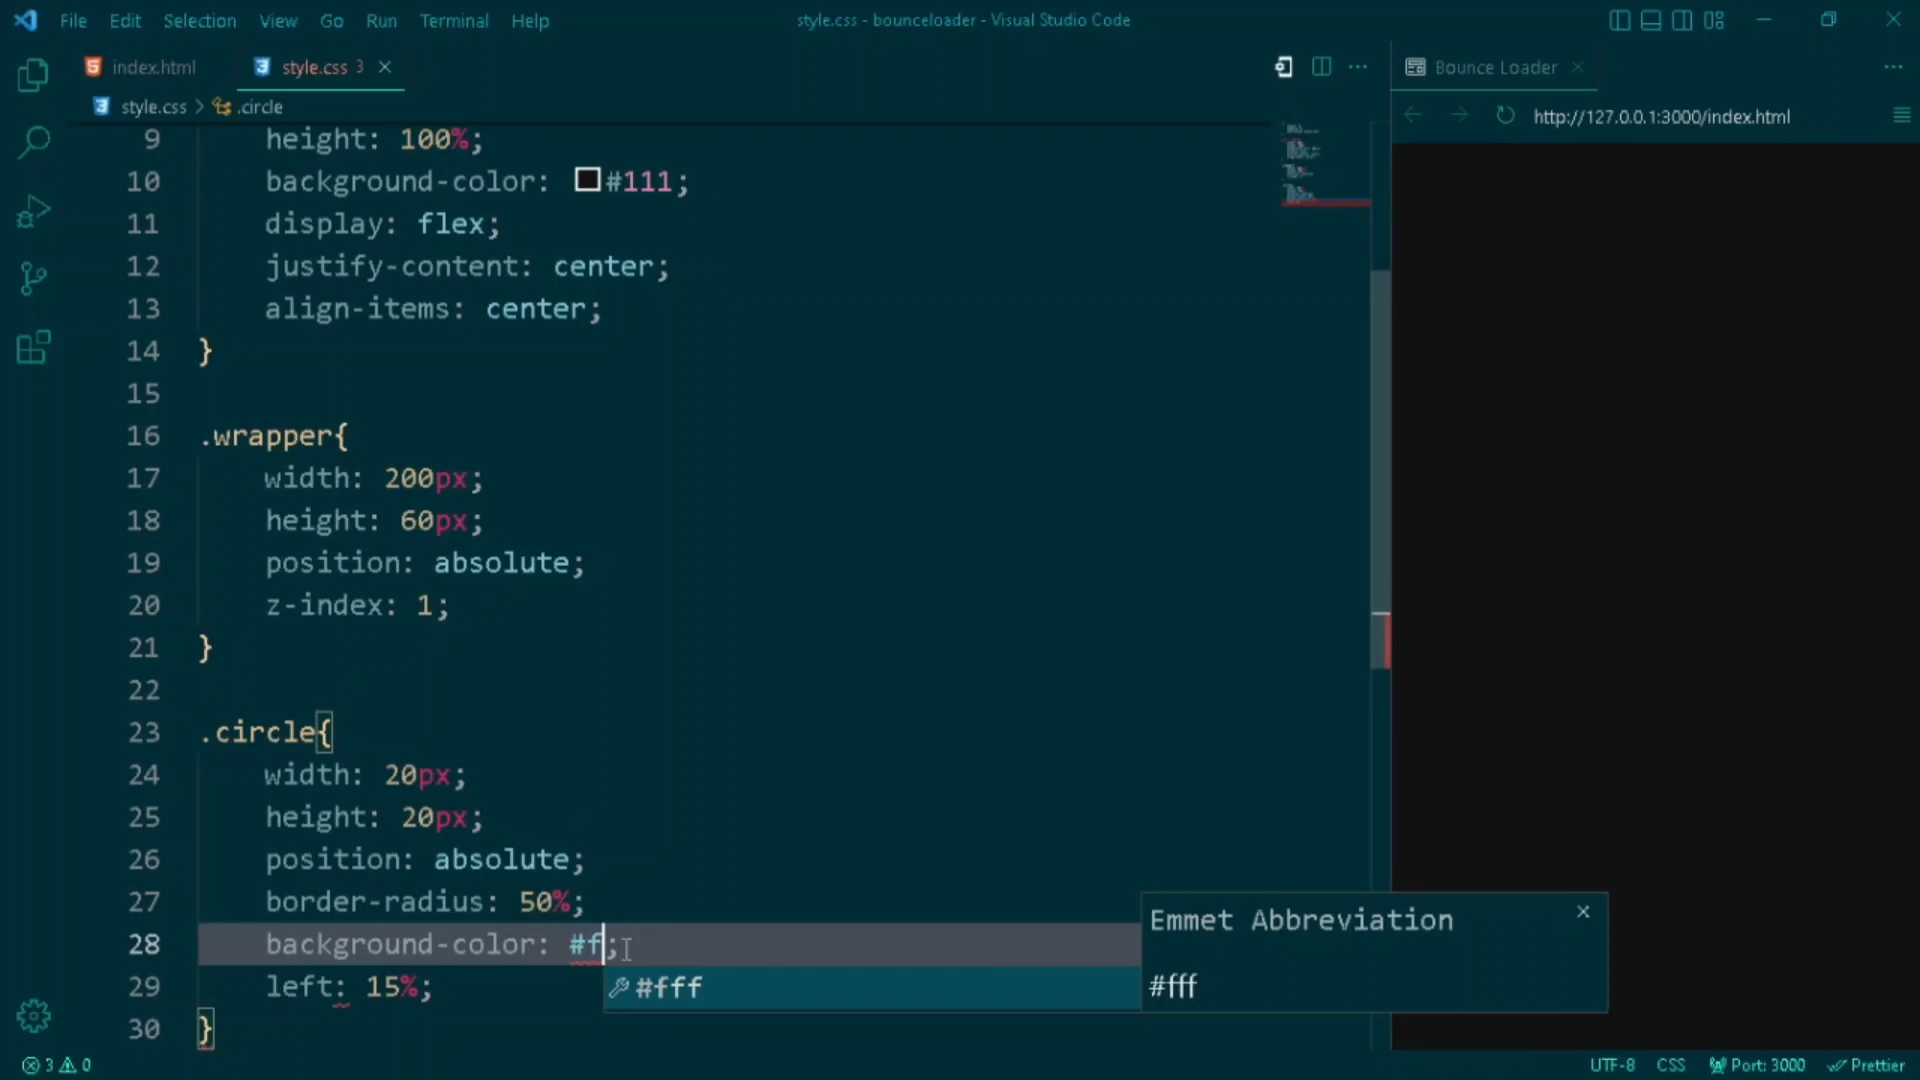 File Edit Selection View Go Run Terminal Help
style.css - bounceloader - Visual Studio Code
index.html
style.css 3
Bounce Loader
style.css > .circle
http://127.0.0.1:3000/index.html
9 height: 100%;
10 background-color: #111;
11 display: flex;
12 justify-content: center;
13 align-items: center;
14 }
15
16 .wrapper{
17 width: 200px;
18 height: 60px;
19 position: absolute;
20 z-index: 1;
21 }
22
23 .circle{
24 width: 20px;
25 height: 20px;
26 position: absolute;
27 border-radius: 50%;
28 background-color: #f;
29 left: 15%;
30 }
#fff
Emmet Abbreviation
#fff
3 0
UTF-8 CSS Port: 3000 Prettier